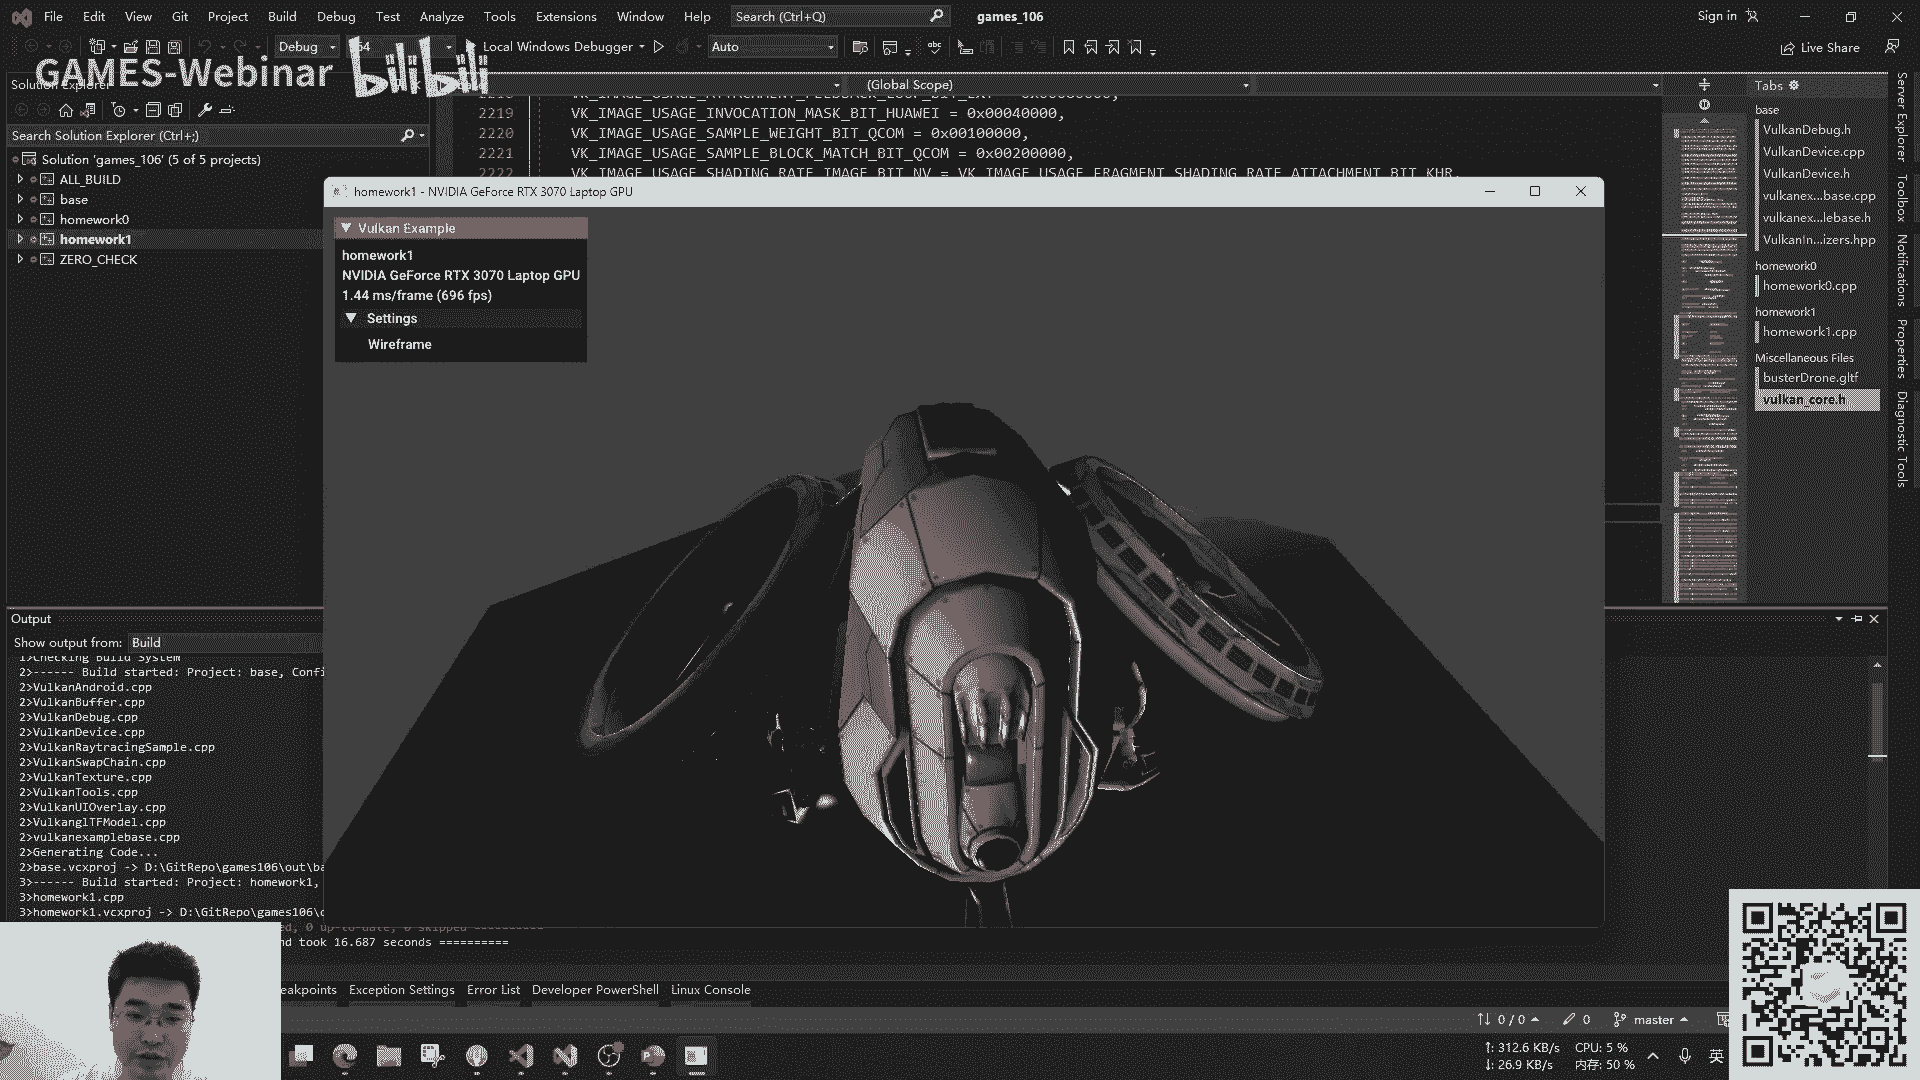 File Edit View Git Project Build Debug Test Analyze Tools Extensions Window Help Search (Ctrl+Q) games_106 Sign in
Debug Local Windows Debugger Auto Live Share
GAMES-Webinar bilibili
(Global Scope)
Tabs
Search Solution Explorer (Ctrl+;)
Solution 'games_106' (5 of 5 projects)
ALL_BUILD
base
homework0
homework1
ZERO_CHECK
2219 VK_IMAGE_USAGE_INVOCATION_MASK_BIT_HUAWEI = 0x00040000,
2220 VK_IMAGE_USAGE_SAMPLE_WEIGHT_BIT_QCOM = 0x00100000,
2221 VK_IMAGE_USAGE_SAMPLE_BLOCK_MATCH_BIT_QCOM = 0x00200000,
2222 VK_IMAGE_USAGE_SHADING_RATE_IMAGE_BIT_NV = VK_IMAGE_USAGE_FRAGMENT_SHADING_RATE_ATTACHMENT_BIT_KHR,
homework1 - NVIDIA GeForce RTX 3070 Laptop GPU
Vulkan Example
homework1
NVIDIA GeForce RTX 3070 Laptop GPU
1.44 ms/frame (696 fps)
Settings
Wireframe
base
VulkanDebug.h
VulkanDevice.cpp
VulkanDevice.h
vulkanex...base.cpp
vulkanex...lebase.h
VulkanIn...izers.hpp
homework0
homework0.cpp
homework1
homework1.cpp
Miscellaneous Files
busterDrone.gltf
vulkan_core.h
Server Explorer
Toolbox
Notifications
Properties
Diagnostic Tools
Output
Show output from: Build
1>Checking Build System
2>------ Build started: Project: base, Confi
2>VulkanAndroid.cpp
2>VulkanBuffer.cpp
2>VulkanDebug.cpp
2>VulkanDevice.cpp
2>VulkanRaytracingSample.cpp
2>VulkanSwapChain.cpp
2>VulkanTexture.cpp
2>VulkanTools.cpp
2>VulkanUIOverlay.cpp
2>VulkanglTFModel.cpp
2>vulkanexamplebase.cpp
2>Generating Code...
2>base.vcxproj -> D:\GitRepo\games106\out\ba
3>------ Build started: Project: homework1,
3>homework1.cpp
3>homework1.vcxproj -> D:\GitRepo\games106\
ed, 0 up-to-date, 0 skipped ==========
nd took 16.687 seconds ==========
eakpoints Exception Settings Error List Developer PowerShell Linux Console
0 / 0 0 master
↑: 312.6 KB/s CPU: 5 %
↓: 26.9 KB/s 内存: 50 % 英